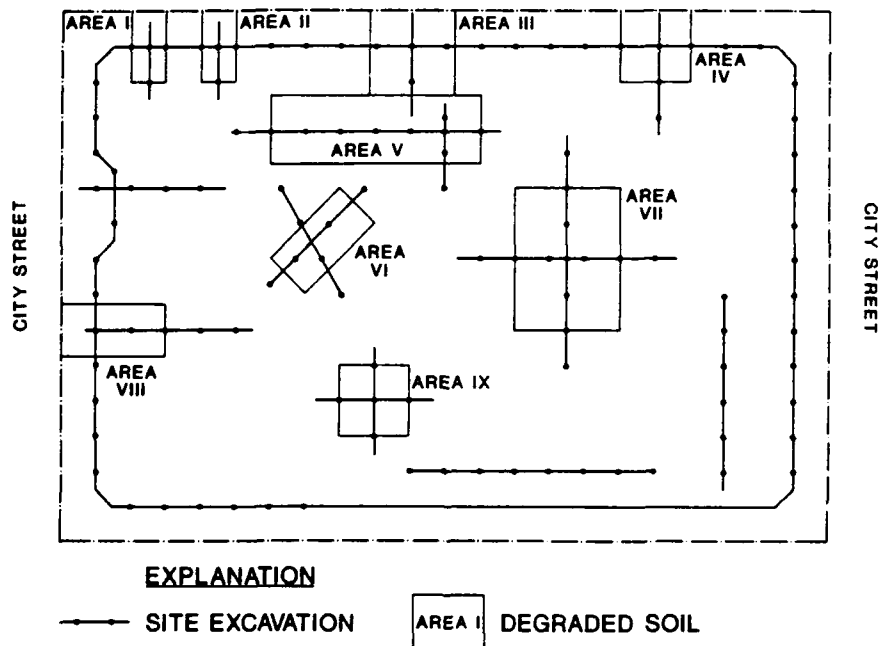 AREA I
AREA II
AREA III
AREA
IV
AREA V
AREA
VII
AREA
VI
CITY STREET
CITY STREET
AREA
VIII
AREA IX
EXPLANATION
SITE EXCAVATION
AREA I
DEGRADED SOIL